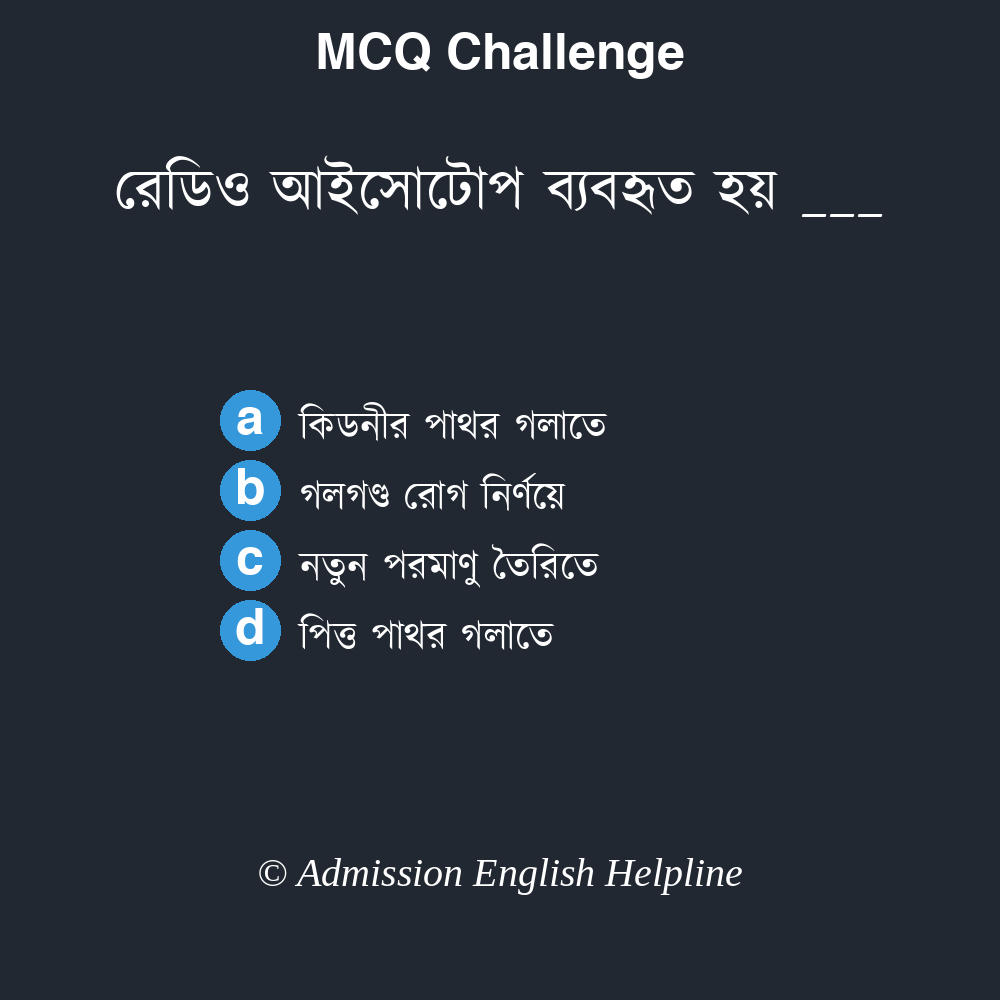 MCQ Challenge
রেডিও আইসোটোপ ব্যবহৃত হয় ___
a কিডনীর পাথর গলাতে
b গলগণ্ড রোগ নির্ণয়ে
c নতুন পরমাণু তৈরিতে
d পিত্ত পাথর গলাতে
© Admission English Helpline